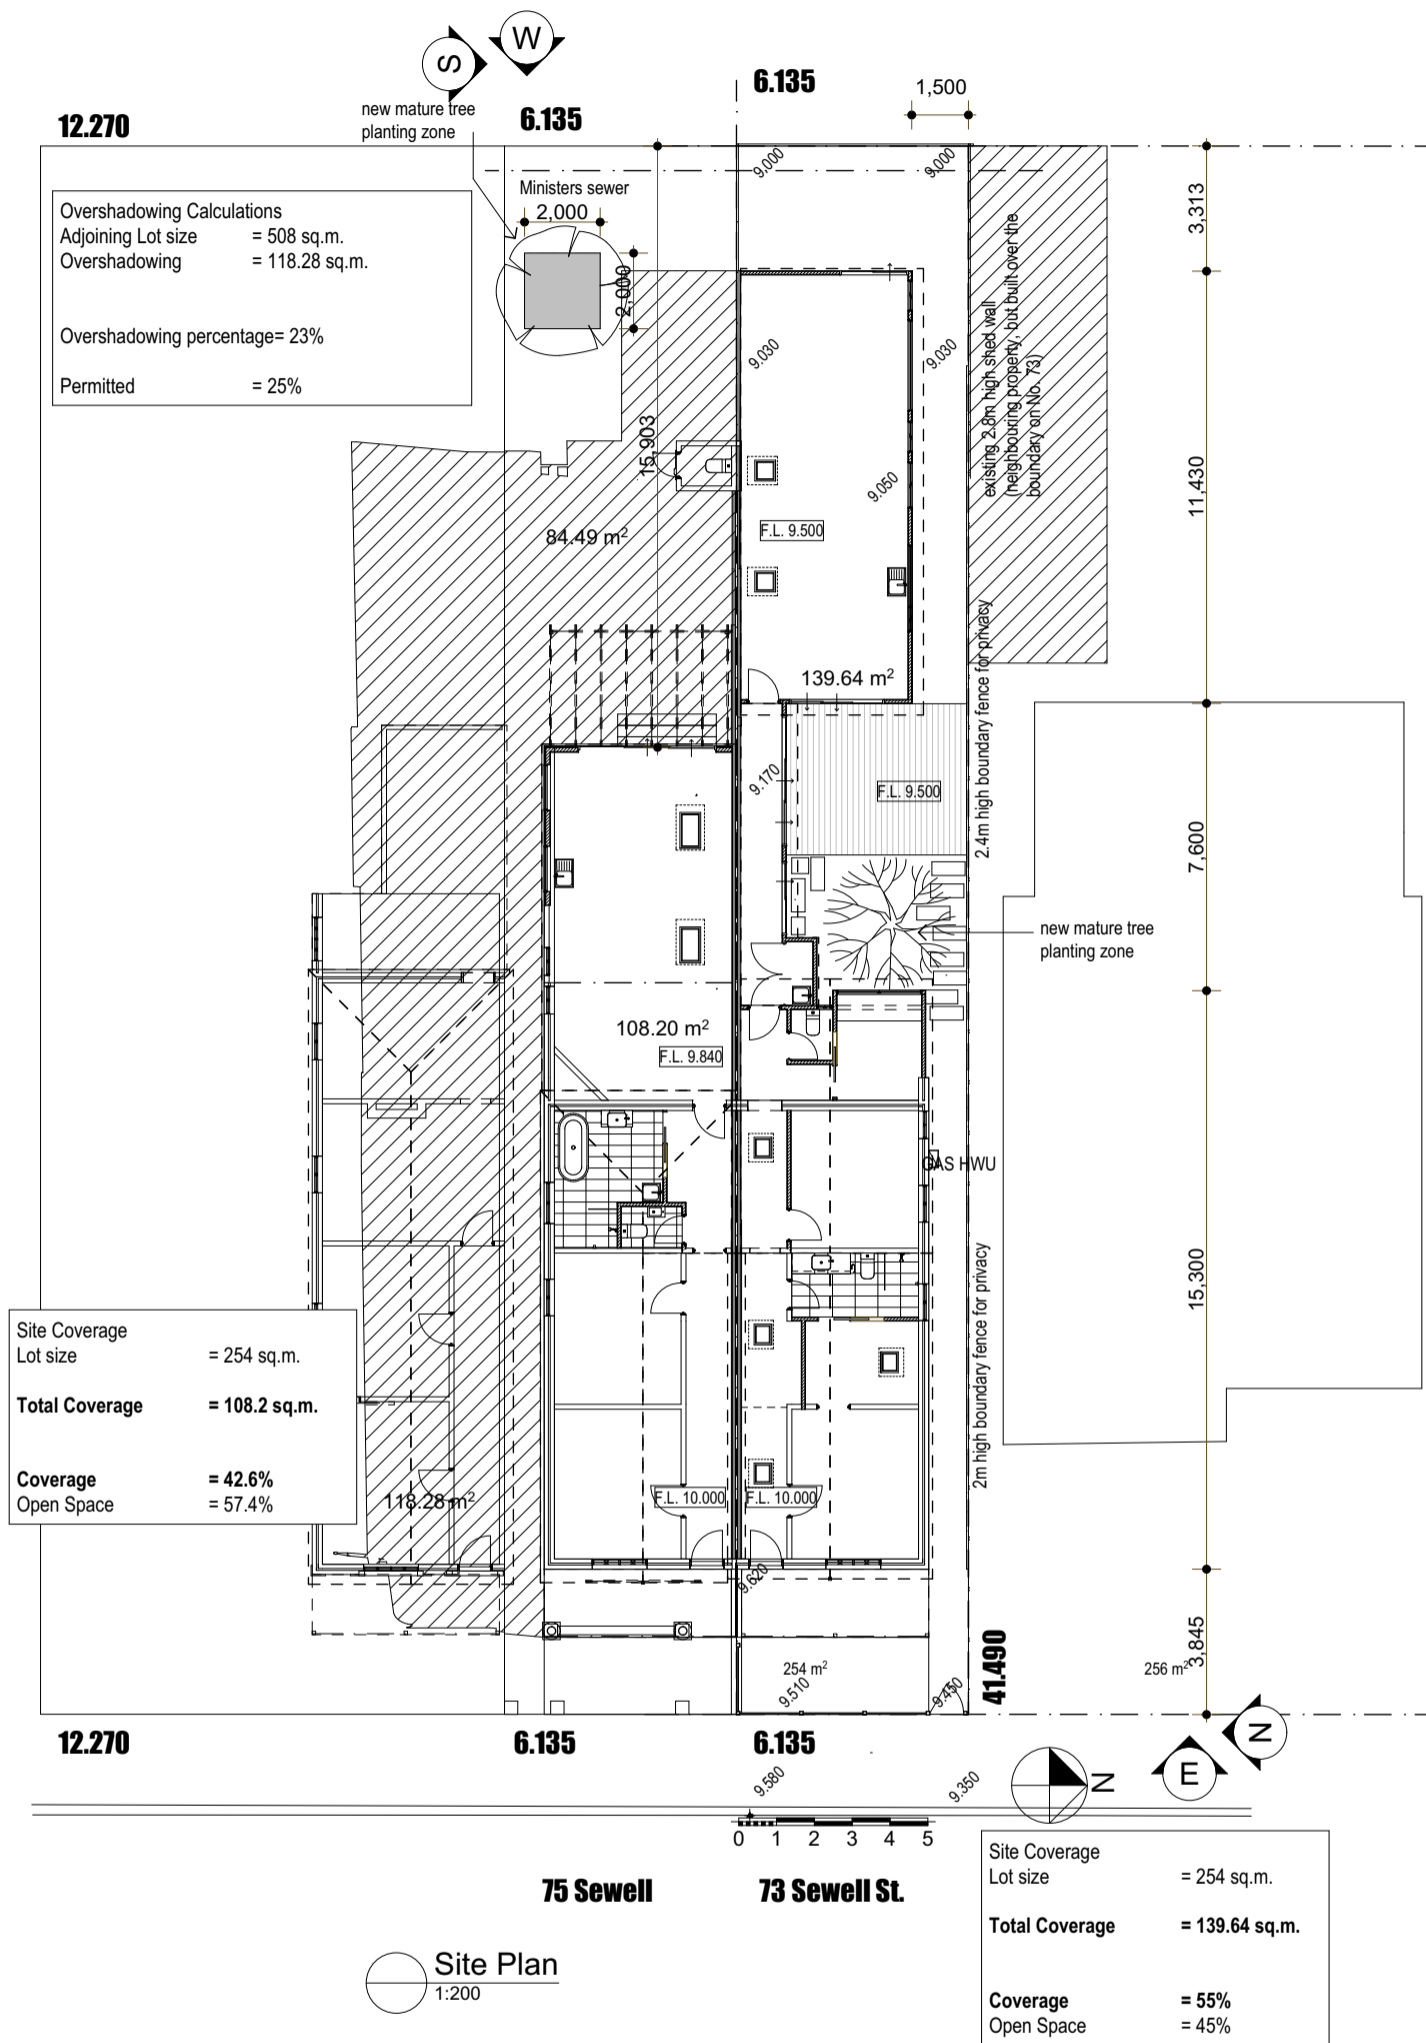 W
S
6.135
1,500
new mature tree
planting zone
12.270
6.135
9.000
9.000
3,313
Ministers sewer
2,000
2,000
Overshadowing Calculations
Adjoining Lot size = 508 sq.m.
Overshadowing = 118.28 sq.m.
Overshadowing percentage= 23%
Permitted = 25%
9.030
9.030
existing 2.8m high shed wall
(neighbouring property, but built over the
boundary on No. 73)
15,903
9.050
11,430
84.49 m²
F.L. 9.500
139.64 m²
2.4m high boundary fence for privacy
9.170
F.L. 9.500
7,600
new mature tree
planting zone
108.20 m²
F.L. 9.840
GAS HWU
2m high boundary fence for privacy
15,300
Site Coverage
Lot size = 254 sq.m.
Total Coverage = 108.2 sq.m.
Coverage = 42.6%
Open Space = 57.4%
118.28 m²
F.L. 10.000
F.L. 10.000
9.620
254 m²
9.510
9.450
41.490
256 m²
3,845
12.270
6.135
6.135
N
E
N
9.580
9.350
0 1 2 3 4 5
75 Sewell
73 Sewell St.
Site Coverage
Lot size = 254 sq.m.
Total Coverage = 139.64 sq.m.
Coverage = 55%
Open Space = 45%
Site Plan
1:200